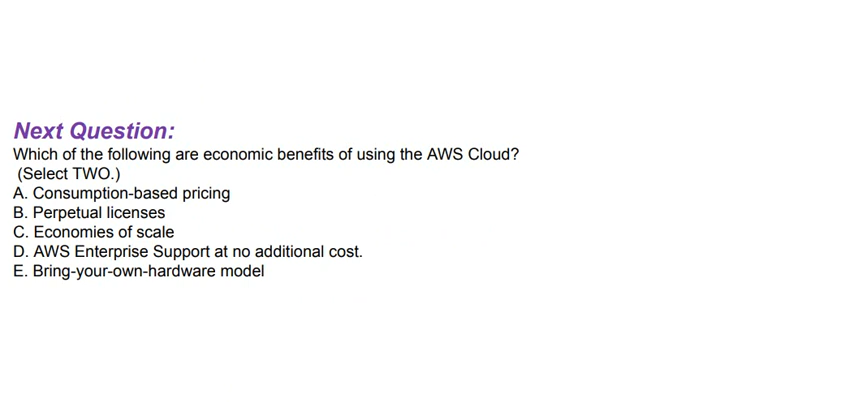 Next Question:
Which of the following are economic benefits of using the AWS Cloud?
(Select TWO.)
A. Consumption-based pricing
B. Perpetual licenses
C. Economies of scale
D. AWS Enterprise Support at no additional cost.
E. Bring-your-own-hardware model